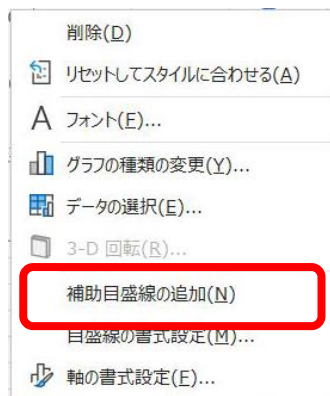 削除(D)
リセットしてスタイルに合わせる(A)
フォント(F)...
グラフの種類の変更(Y)...
データの選択(E)...
3-D 回転(R)...
補助目盛線の追加(N)
目盛線の書式設定(M)...
軸の書式設定(F)...